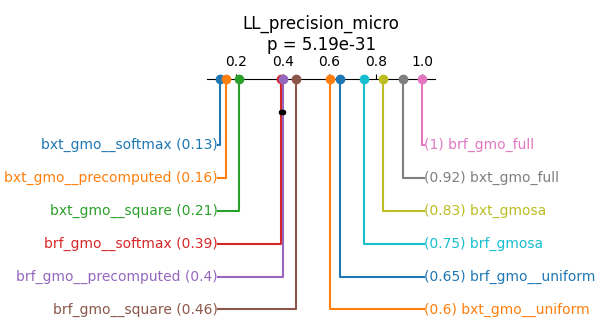 LL_precision_micro
p = 5.19e-31
0.2 0.4 0.6 0.8 1.0
bxt_gmo__softmax (0.13) (1) brf_gmo_full
bxt_gmo__precomputed (0.16) (0.92) bxt_gmo_full
bxt_gmo__square (0.21) (0.83) bxt_gmosa
brf_gmo__softmax (0.39) (0.75) brf_gmosa
brf_gmo__precomputed (0.4) (0.65) brf_gmo__uniform
brf_gmo__square (0.46) (0.6) bxt_gmo__uniform